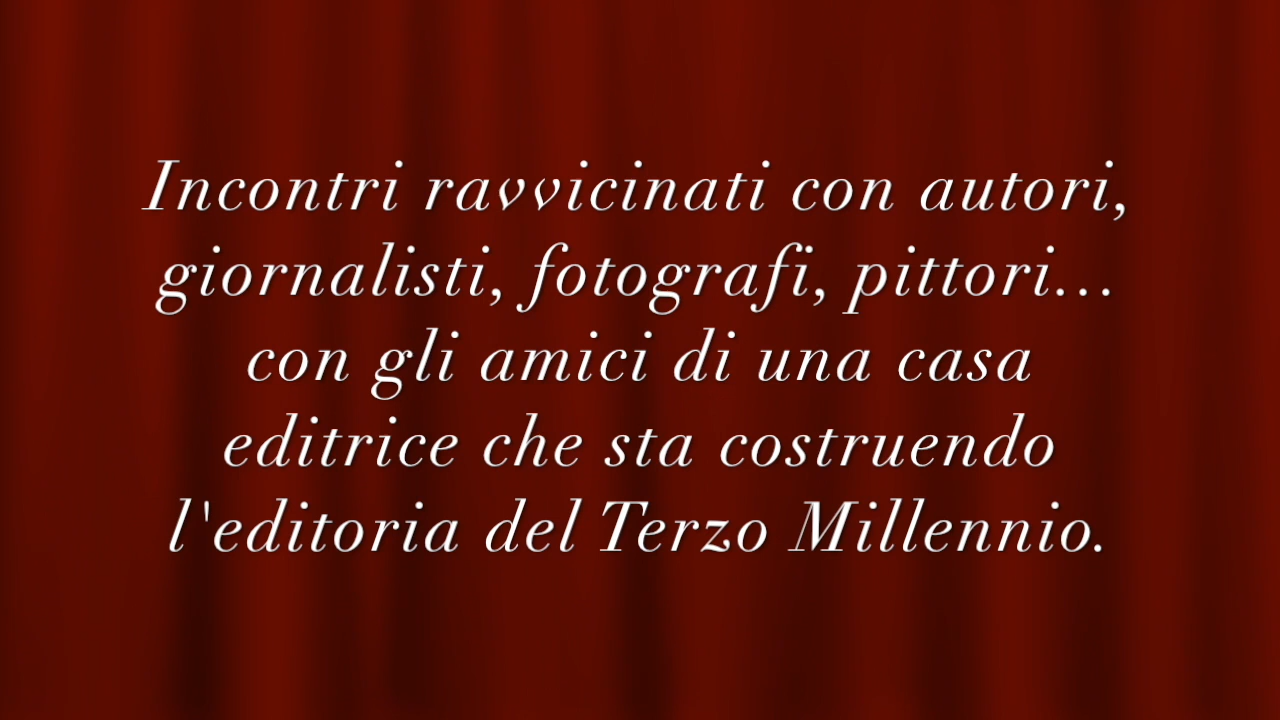 Incontri ravvicinati con autori,
giornalisti, fotografi, pittori...
con gli amici di una casa
editrice che sta costruendo
l'editoria del Terzo Millennio.